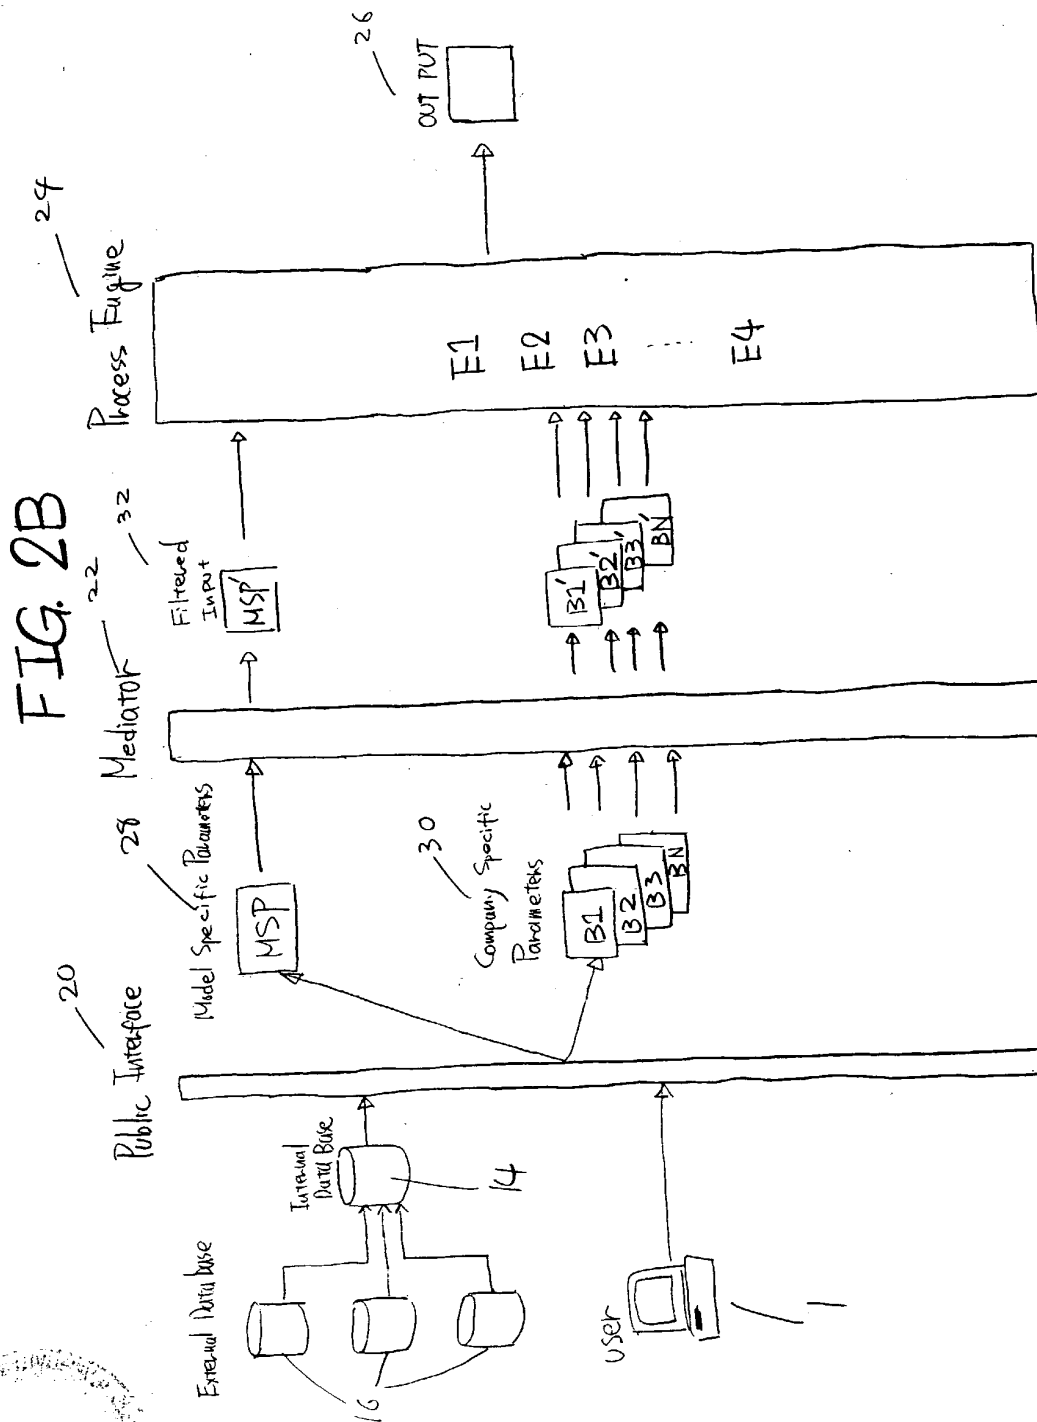 FIG. 2B
Public Interface
20
Mediator
22
Process Engine
24
Model Specific Parameters
28
Filtered
Input
32
OUT PUT
26
MSP
MSP'
External Data base
16
Internal
Data Base
14
Company Specific
Parameters
30
B1
B2
B3
BN
B1'
B2'
B3'
BN'
E1
E2
E3
.....
E4
user
1